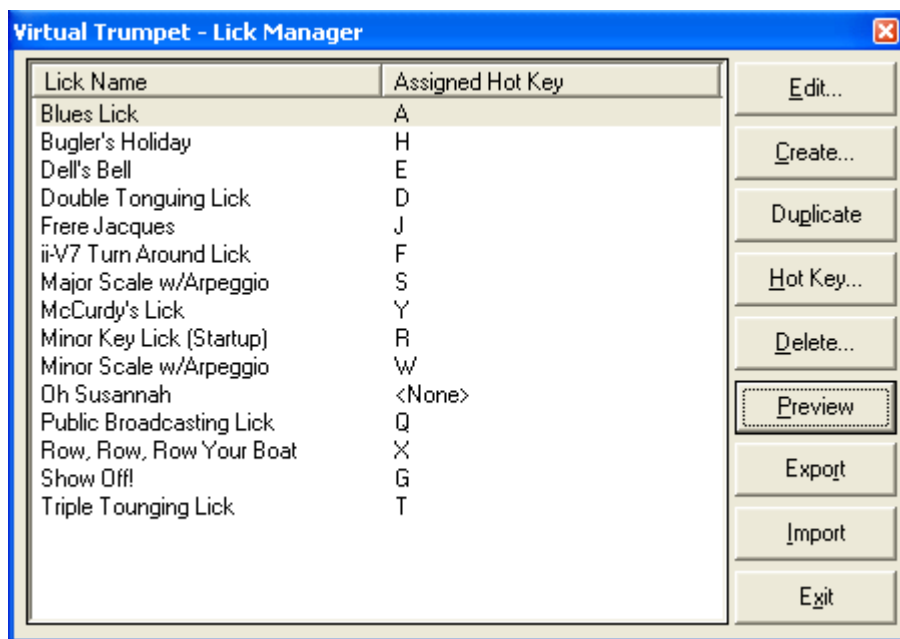 Virtual Trumpet - Lick Manager
Lick Name Assigned Hot Key
Blues Lick A
Bugler's Holiday H
Dell's Bell E
Double Tonguing Lick D
Frere Jacques J
ii-V7 Turn Around Lick F
Major Scale w/Arpeggio S
McCurdy's Lick Y
Minor Key Lick (Startup) R
Minor Scale w/Arpeggio W
Oh Susannah <None>
Public Broadcasting Lick Q
Row, Row, Row Your Boat X
Show Off! G
Triple Tounging Lick T
Edit...
Create...
Duplicate
Hot Key...
Delete...
Preview
Export
Import
Exit